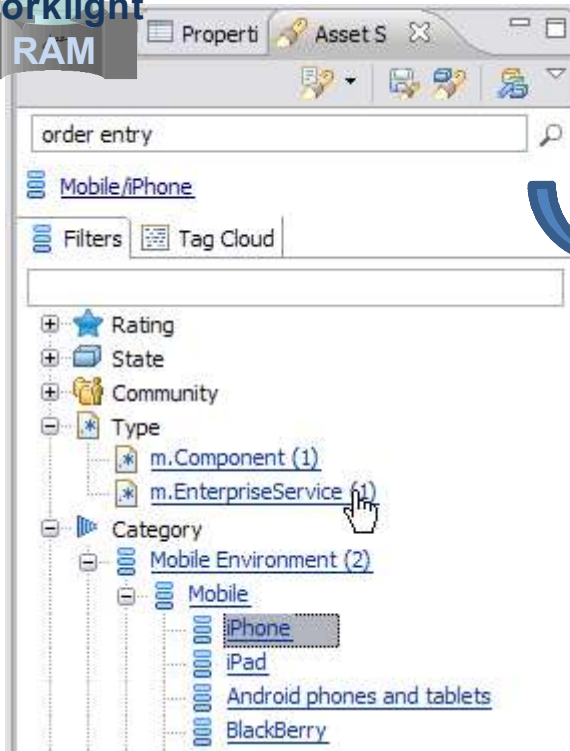 orklight
RAM
Properti
Asset S
order entry
Mobile/iPhone
Filters
Tag Cloud
Rating
State
Community
Type
m.Component (1)
m.EnterpriseService (1)
Category
Mobile Environment (2)
Mobile
iPhone
iPad
Android phones and tablets
BlackBerry